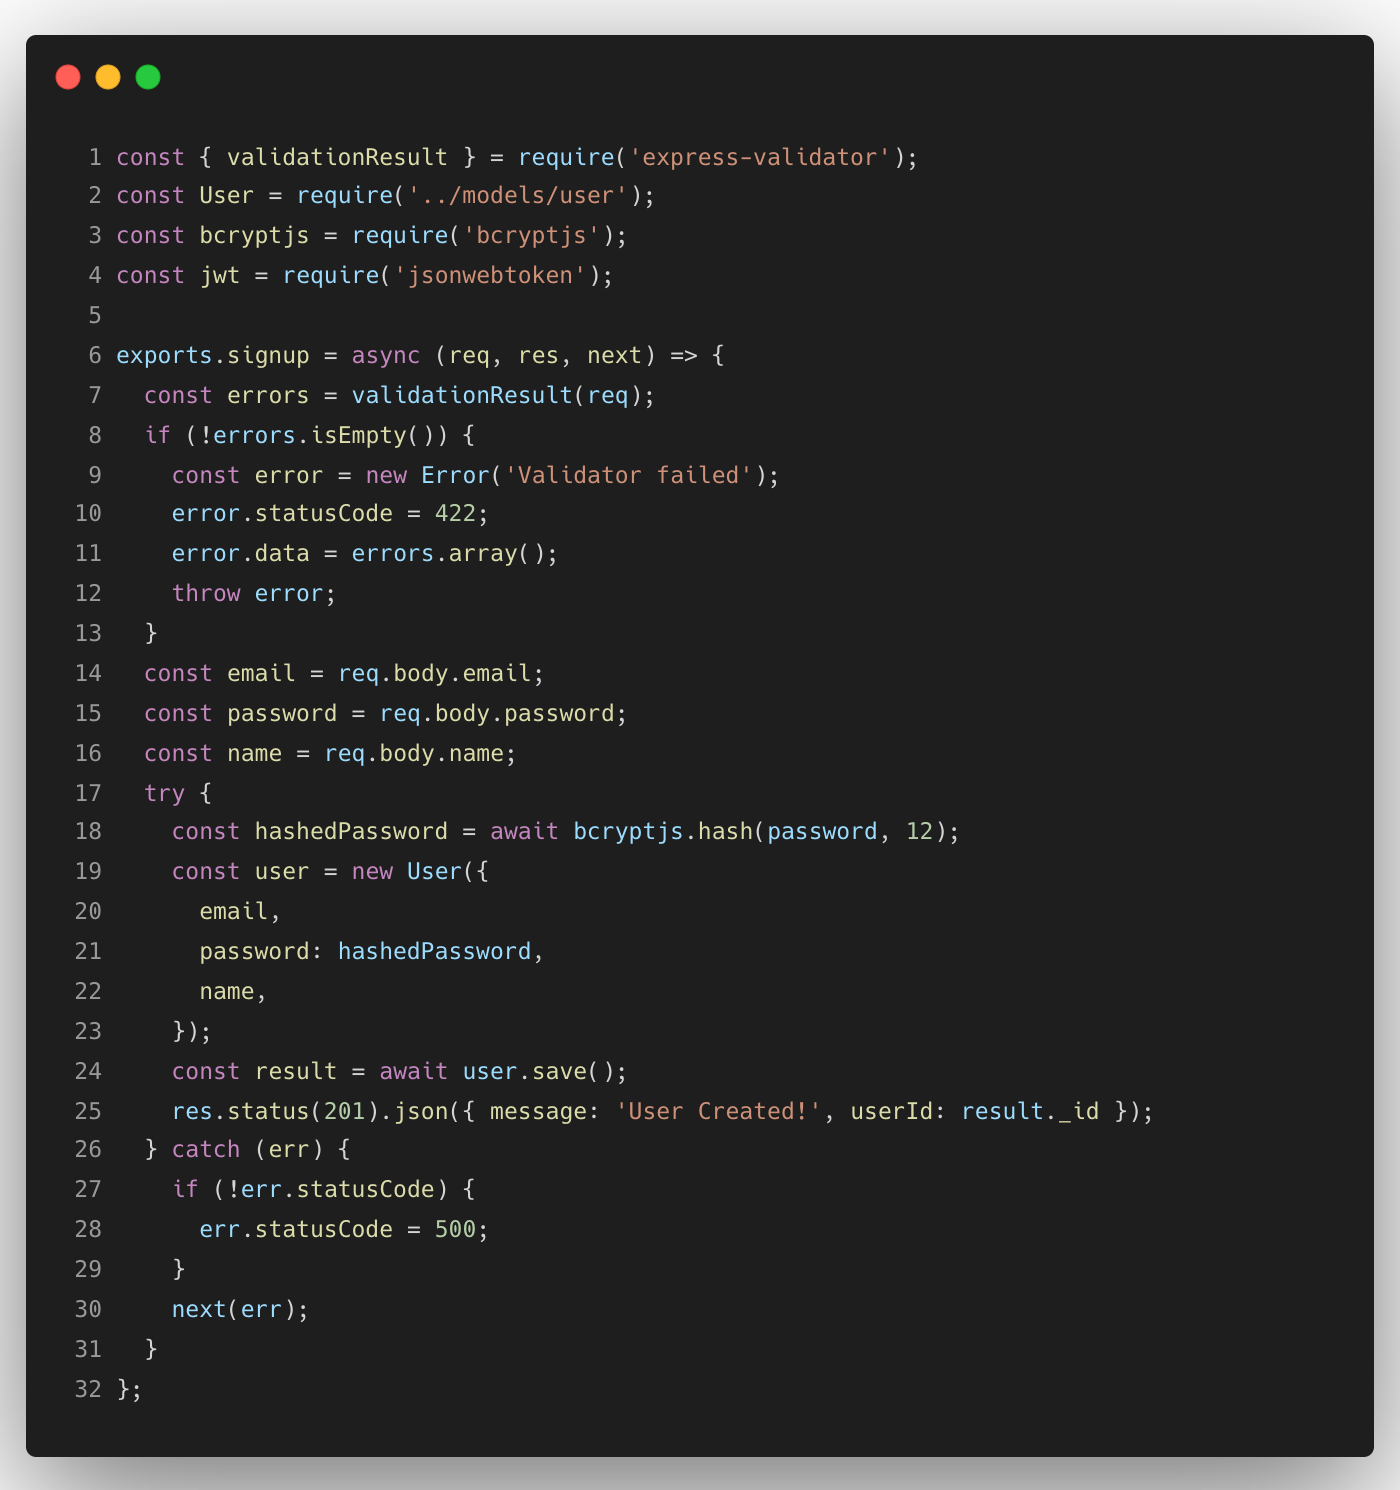 1 const { validationResult } = require('express-validator');
2 const User = require('../models/user');
3 const bcryptjs = require('bcryptjs');
4 const jwt = require('jsonwebtoken');
5
6 exports.signup = async (req, res, next) => {
7   const errors = validationResult(req);
8   if (!errors.isEmpty()) {
9     const error = new Error('Validator failed');
10     error.statusCode = 422;
11     error.data = errors.array();
12     throw error;
13   }
14   const email = req.body.email;
15   const password = req.body.password;
16   const name = req.body.name;
17   try {
18     const hashedPassword = await bcryptjs.hash(password, 12);
19     const user = new User({
20       email,
21       password: hashedPassword,
22       name,
23     });
24     const result = await user.save();
25     res.status(201).json({ message: 'User Created!', userId: result._id });
26   } catch (err) {
27     if (!err.statusCode) {
28       err.statusCode = 500;
29     }
30     next(err);
31   }
32 };